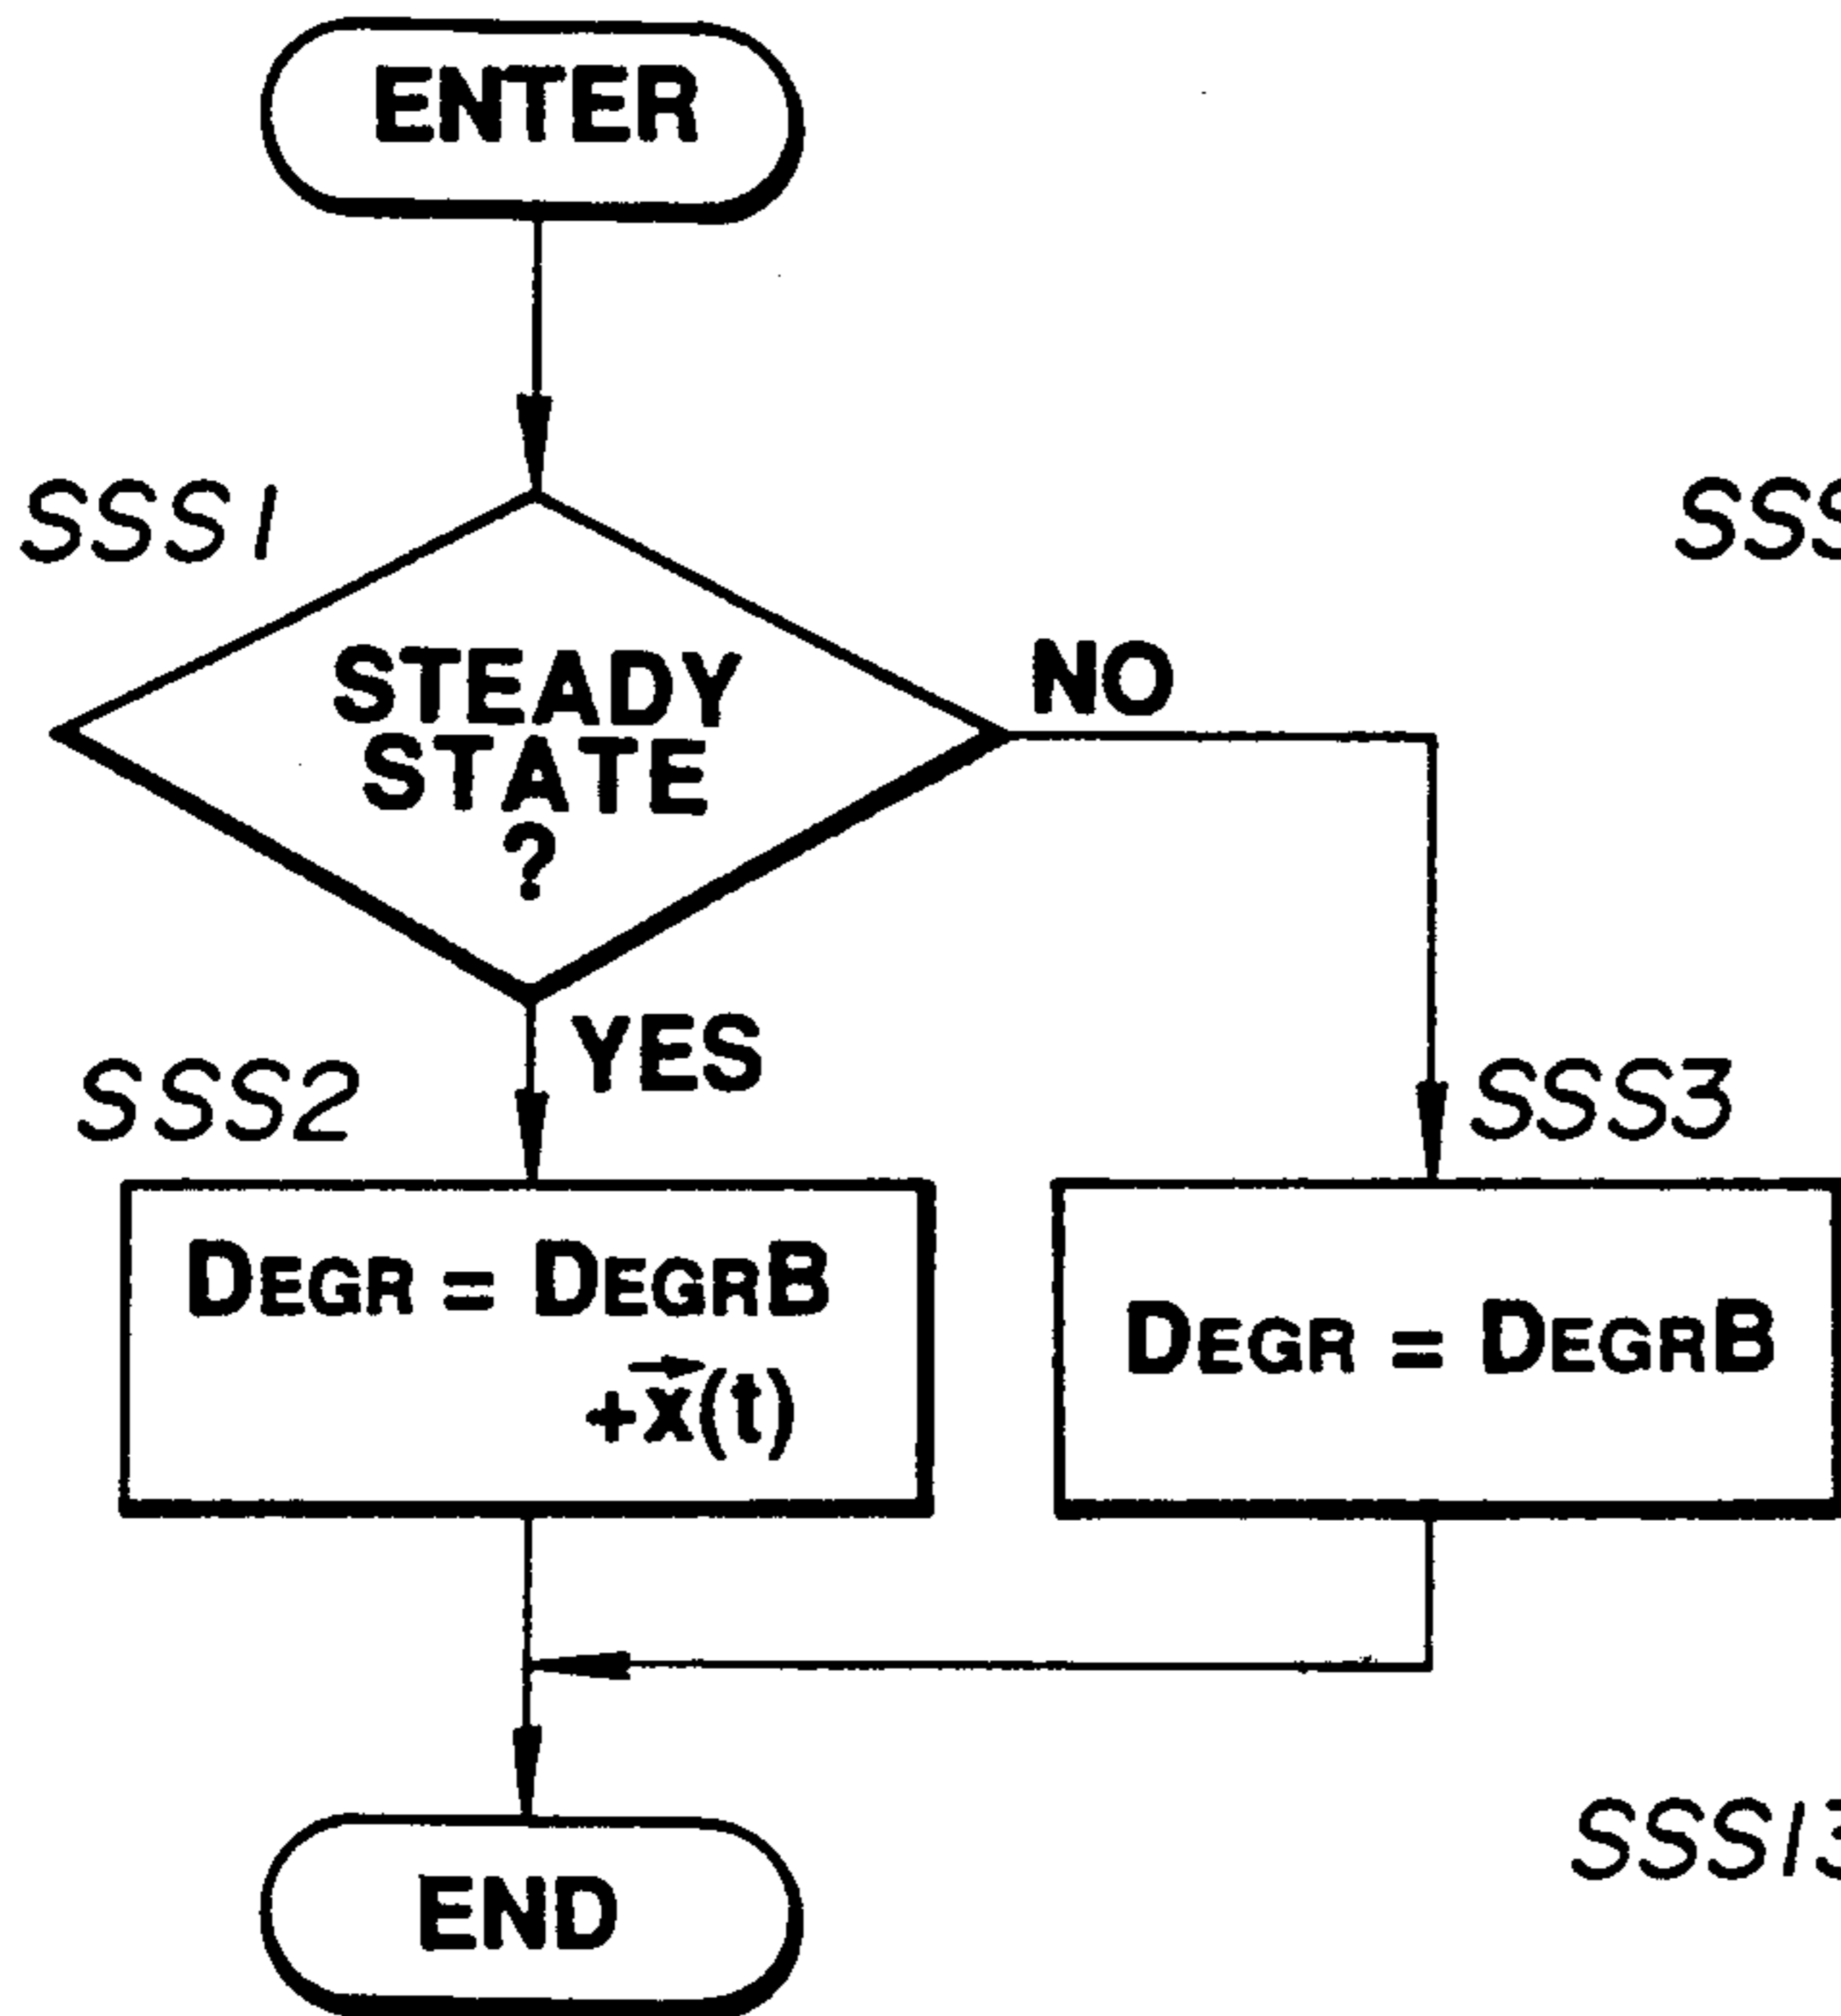 ENTER
SSS1
STEADY
STATE
?
NO
YES
SSS2
SSS3
DEGR = DEGRB
+x⃗(t)
DEGR = DEGRB
END